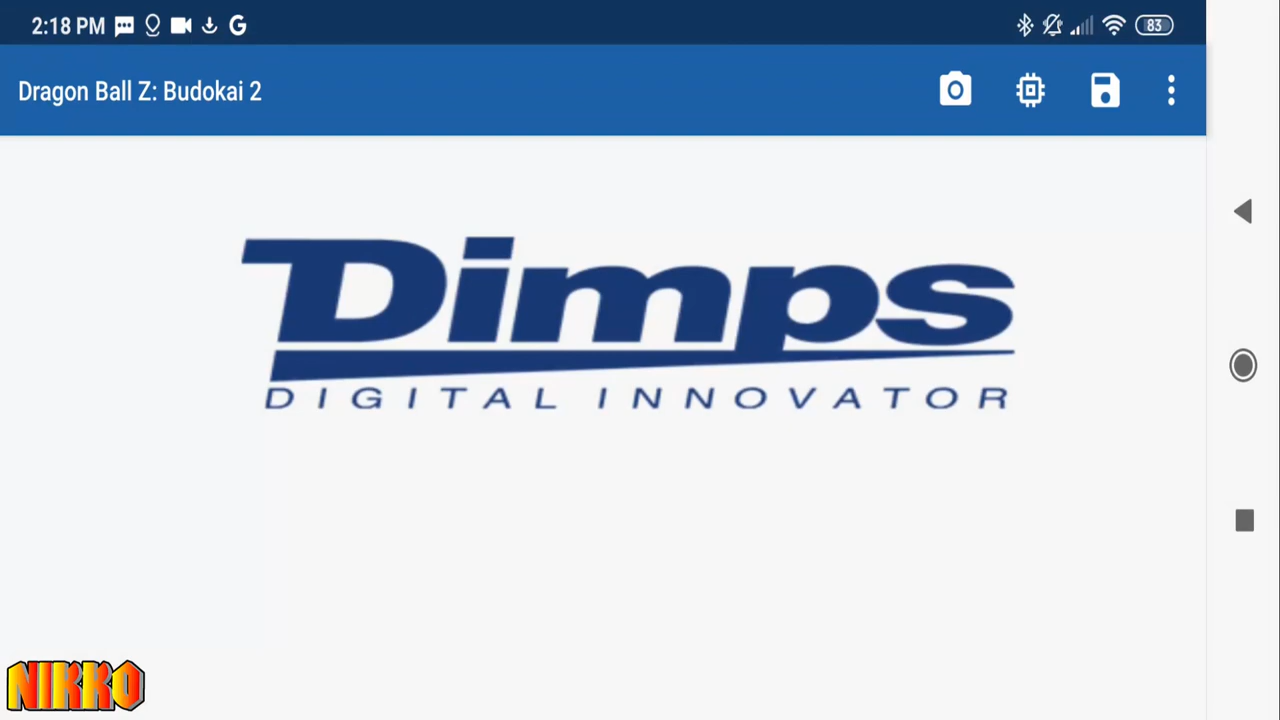 2:18 PM
83
Dragon Ball Z: Budokai 2
Dimps
DIGITAL INNOVATOR
NIKKO